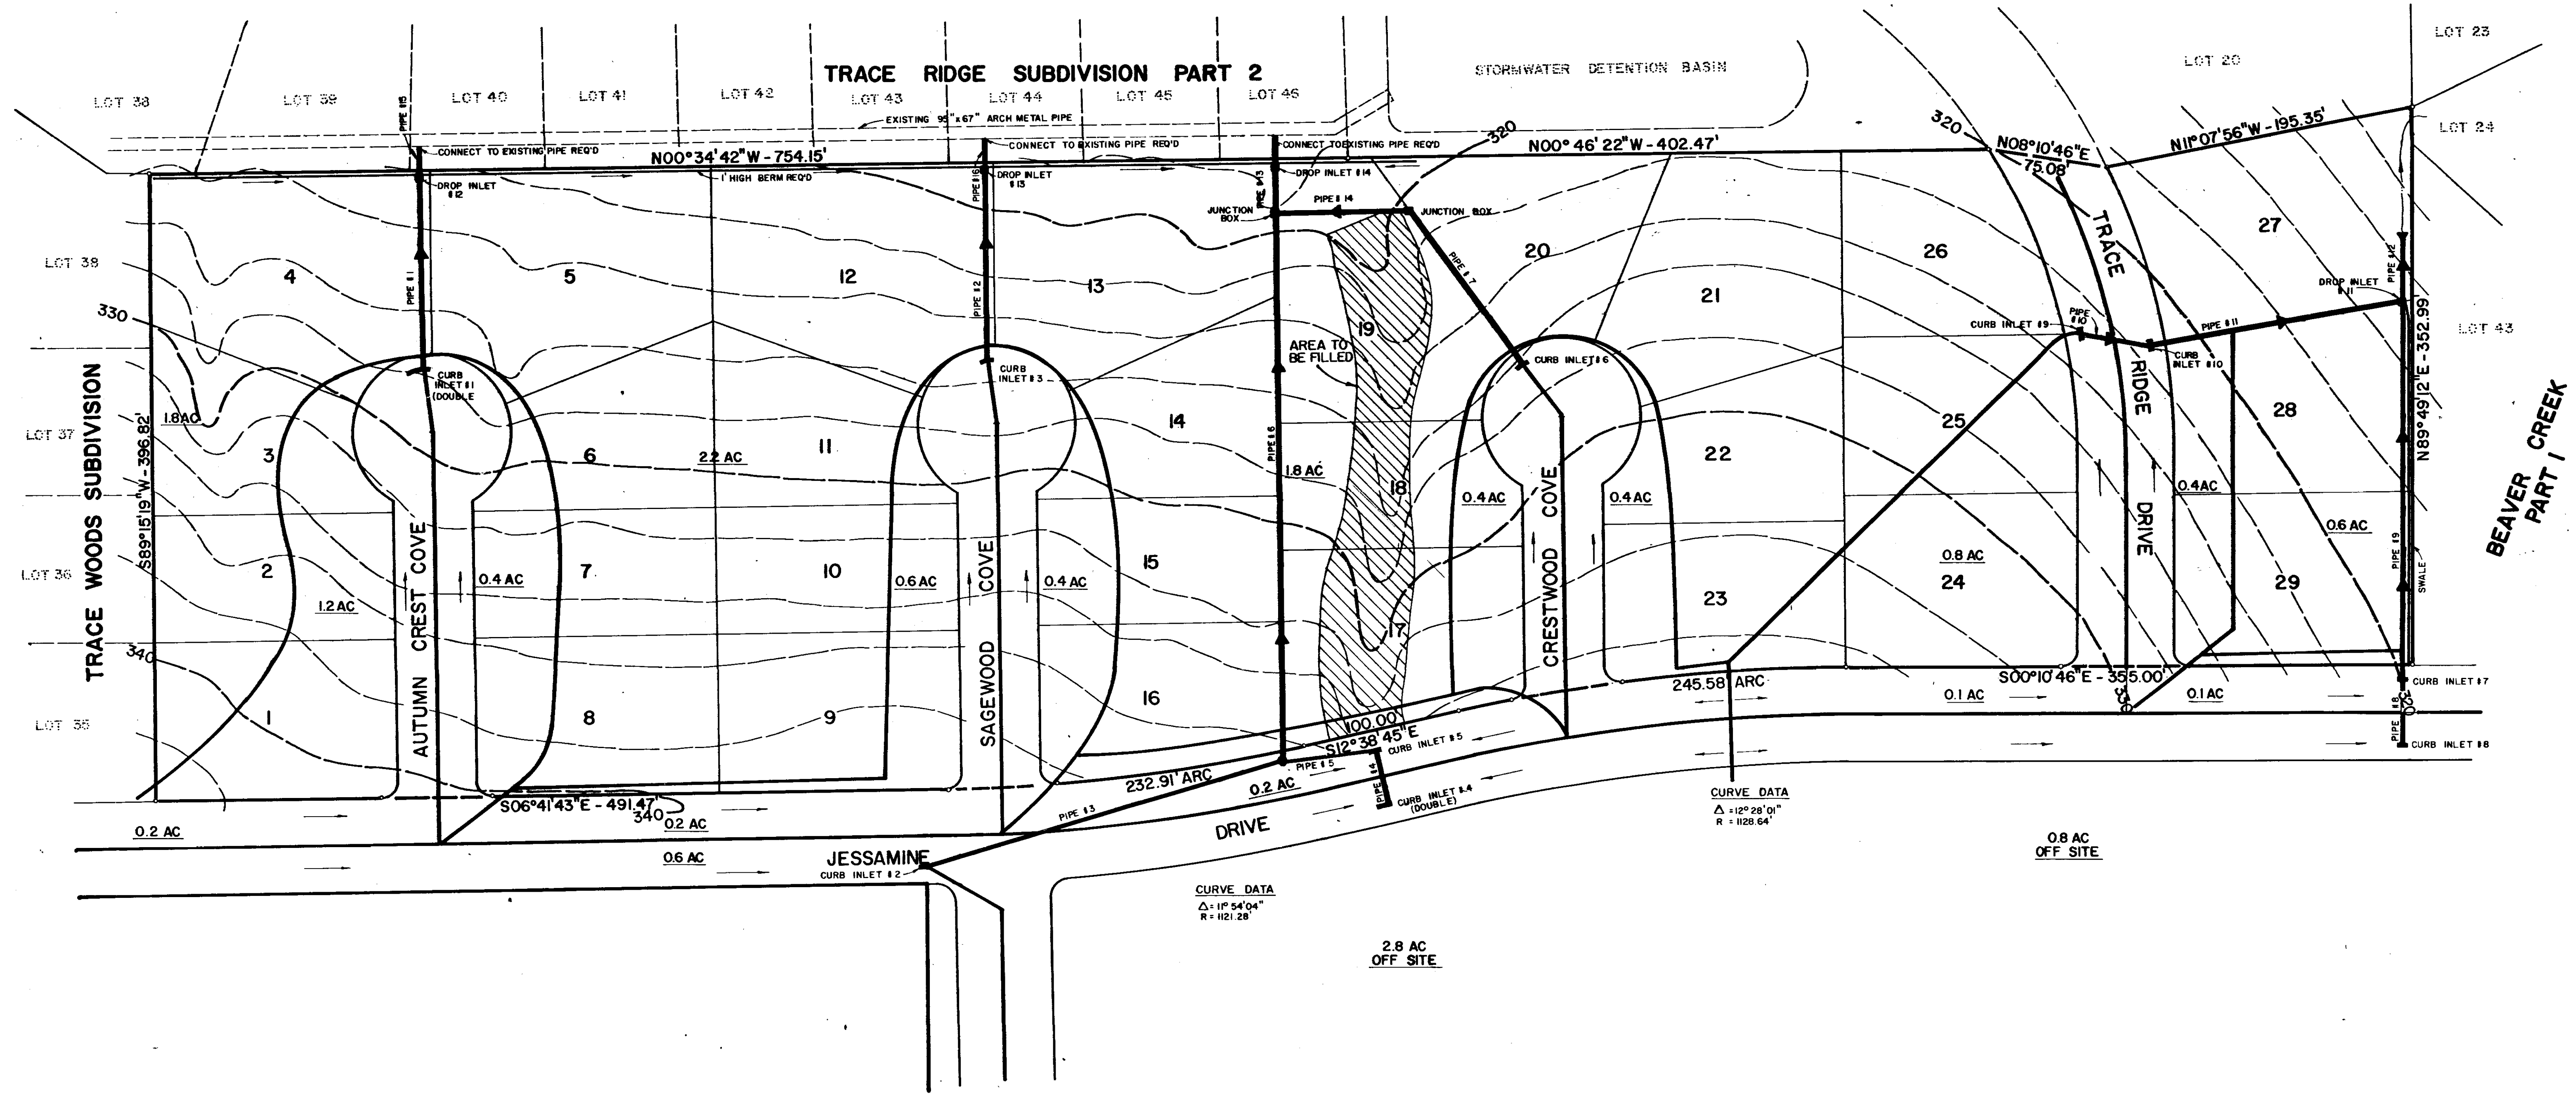 TRACE RIDGE SUBDIVISION PART 2
STORMWATER DETENTION BASIN
LOT 38
LOT 39
LOT 40
LOT 41
LOT 42
LOT 43
LOT 44
LOT 45
LOT 46
LOT 20
LOT 23
LOT 24
LOT 43
LOT 38
LOT 37
LOT 36
LOT 35
PIPE #15
EXISTING 95"x67" ARCH METAL PIPE
CONNECT TO EXISTING PIPE REQ'D
CONNECT TO EXISTING PIPE REQ'D
CONNECT TO EXISTING PIPE REQ'D
N00°34'42"W-754.15'
1' HIGH BERM REQ'D
N00°46'22"W-402.47'
320
320
N08°10'46"E
75.08'
N11°07'56"W-195.35'
DROP INLET
#12
PIPE #16
DROP INLET
#13
PIPE #13
DROP INLET #14
JUNCTION
BOX
PIPE # 14
JUNCTION BOX
PIPE #1
PIPE #2
PIPE # 7
4
5
12
13
20
21
26
27
TRACE
RIDGE
DRIVE
PIPE #12
DROP INLET
#11
CURB INLET #9
PIPE
#10
PIPE #11
CURB
INLET #10
330
19
AREA TO
BE FILLED
CURB
INLET #1
(DOUBLE
CURB
INLET #3
CURB INLET #6
TRACE WOODS SUBDIVISION
S89°15'19"W-396.82'
1.8AC
3
6
2.2 AC
11
14
PIPE #6
1.8 AC
18
0.4 AC
CRESTWOOD COVE
0.4 AC
22
25
28
0.4AC
N89°49'12"E-352.99'
BEAVER CREEK
PART I
0.6 AC
2
1.2 AC
AUTUMN CREST COVE
0.4 AC
7
10
0.6 AC
SAGEWOOD COVE
0.4 AC
15
17
23
0.8 AC
24
29
PIPE #9
SWALE
340
1
8
9
16
100.00'
S12°38'45"E
245.58' ARC
S00°10'46"E-355.00'
0.1 AC
330
0.1 AC
320
CURB INLET #7
PIPE #8
CURB INLET #8
S06°41'43"E-491.47'
340
0.2 AC
0.2 AC
232.91' ARC
PIPE #3
PIPE #5
CURB INLET #5
0.2 AC
PIPE #4
CURB INLET #4
(DOUBLE)
0.6 AC
JESSAMINE
DRIVE
CURB INLET #2
CURVE DATA
Δ=12°28'01"
R = 1128.64'
0.8 AC
OFF SITE
CURVE DATA
Δ=11°54'04"
R = 1121.28'
2.8 AC
OFF SITE